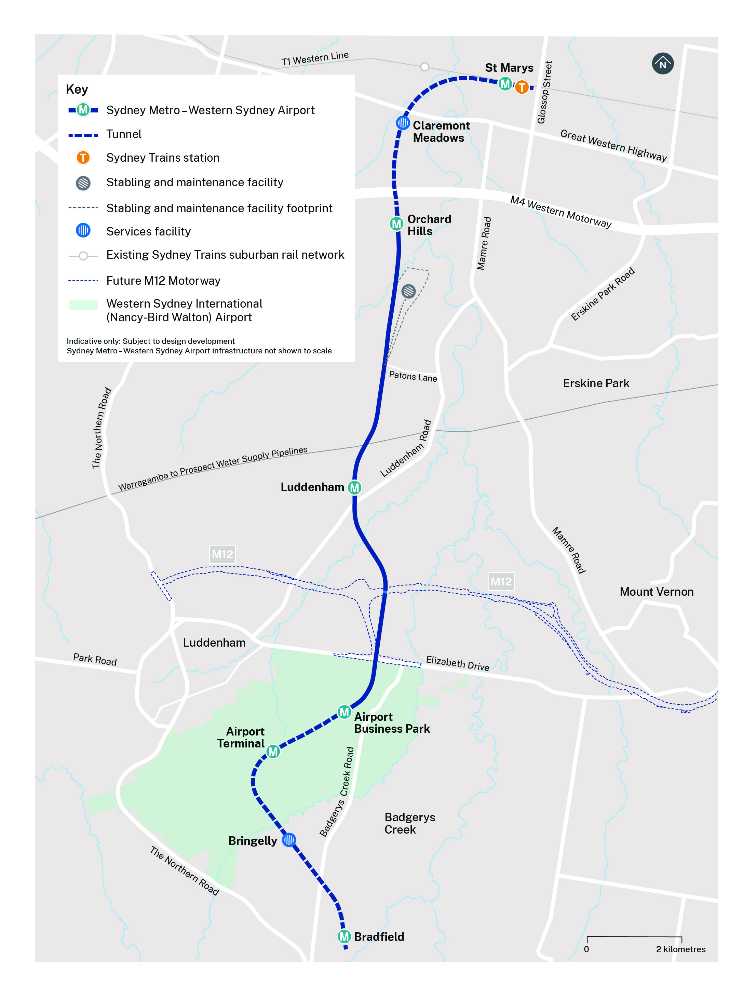 T1 Western Line
St Marys
M
T
N
Glossop Street
Key
M Sydney Metro – Western Sydney Airport
Tunnel
T Sydney Trains station
Stabling and maintenance facility
Stabling and maintenance facility footprint
Services facility
Existing Sydney Trains suburban rail network
Future M12 Motorway
Western Sydney International
(Nancy-Bird Walton) Airport
Indicative only: Subject to design development
Sydney Metro – Western Sydney Airport infrastructure not shown to scale
Claremont
Meadows
Great Western Highway
M4 Western Motorway
M
Orchard
Hills
Mamre Road
Erskine Park Road
Patons Lane
Erskine Park
The Northern Road
Warragamba to Prospect Water Supply Pipelines
Luddenham Road
Luddenham
M
Mamre Road
M12
M12
Mount Vernon
Luddenham
Park Road
Elizabeth Drive
M
Airport
Business Park
Airport
Terminal
M
Badgerys Creek Road
Badgerys
Creek
Bringelly
The Northern Road
M
Bradfield
0
2 kilometres